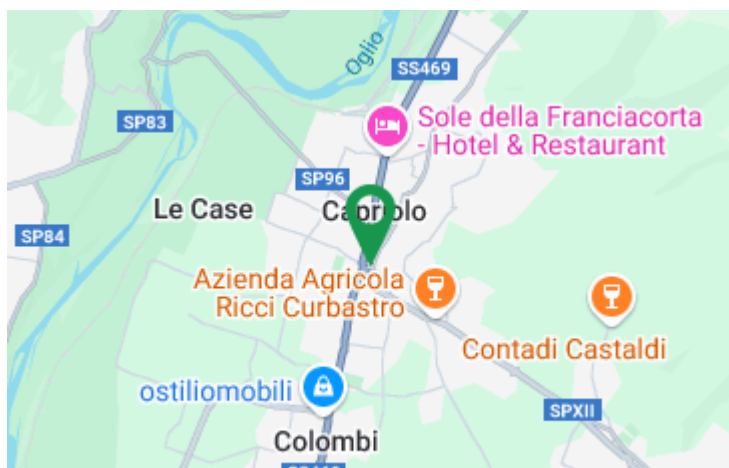 Oglio
SS469
Sole della Franciacorta
- Hotel & Restaurant
SP83
SP96
Le Case
Capriolo
SP84
Azienda Agricola
Ricci Curbastro
Contadi Castaldi
ostiliomobili
SPXII
Colombi